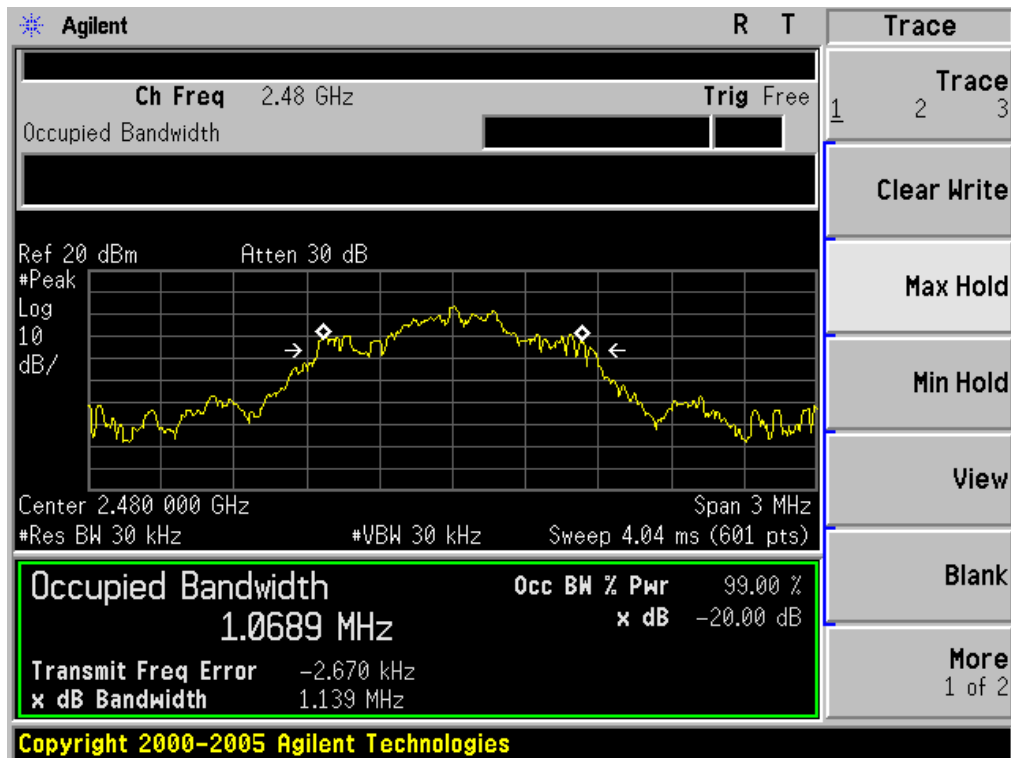 Agilent R T
Ch Freq 2.48 GHz Trig Free
Occupied Bandwidth
Ref 20 dBm Atten 30 dB
#Peak
Log
10
dB/
Center 2.480 000 GHz Span 3 MHz
#Res BW 30 kHz #VBW 30 kHz Sweep 4.04 ms (601 pts)
Occupied Bandwidth
1.0689 MHz
Occ BW % Pwr 99.00 %
x dB -20.00 dB
Transmit Freq Error -2.670 kHz
x dB Bandwidth 1.139 MHz
Copyright 2000-2005 Agilent Technologies
Trace
Trace
1 2 3
Clear Write
Max Hold
Min Hold
View
Blank
More
1 of 2